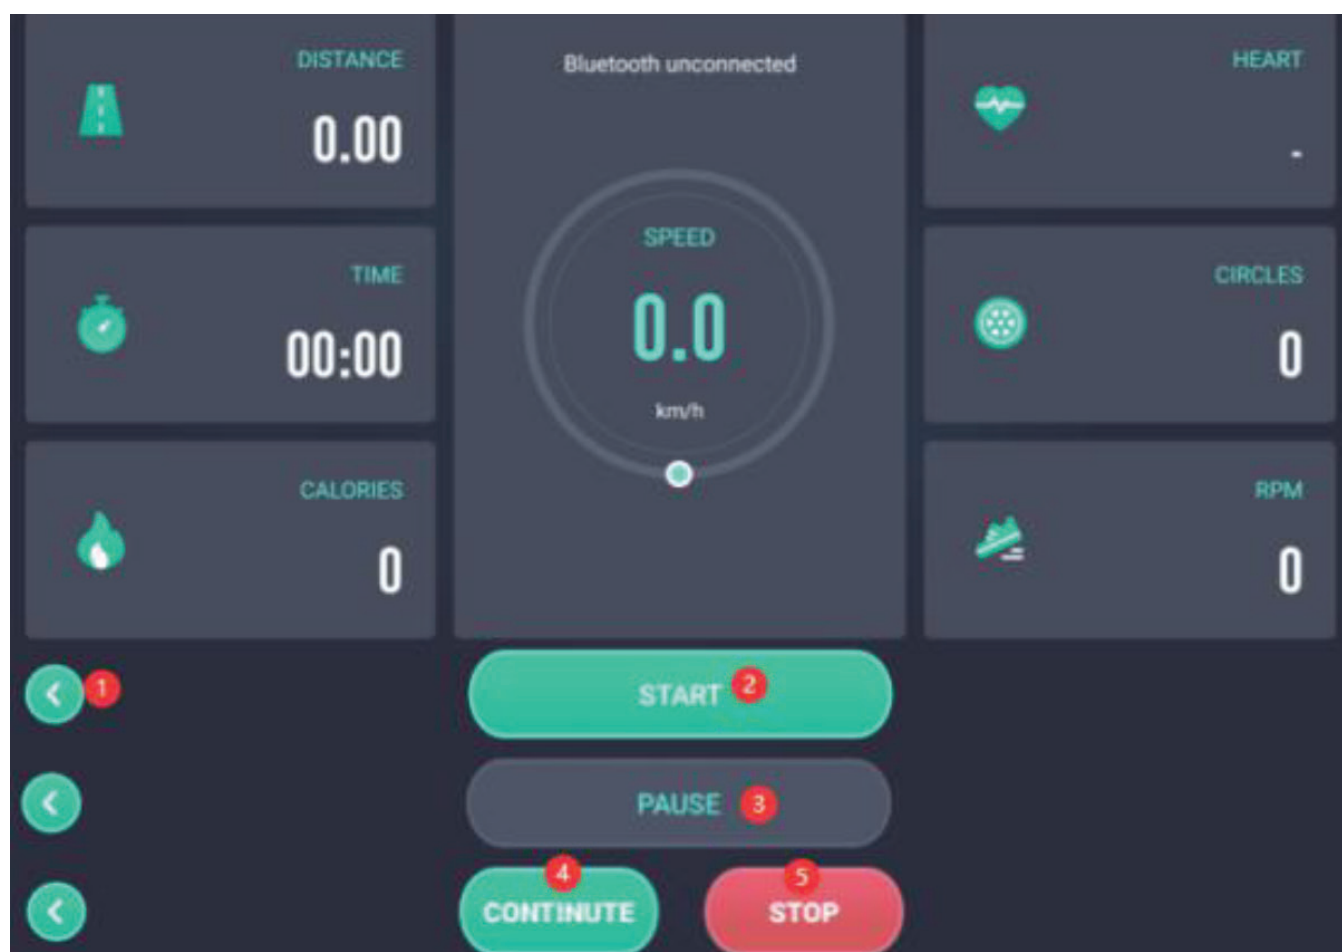 DISTANCE
0.00
Bluetooth unconnected
HEART
-
TIME
00:00
SPEED
0.0
km/h
CIRCLES
0
CALORIES
0
RPM
0
1
START 2
PAUSE 3
4
CONTINUTE
5
STOP